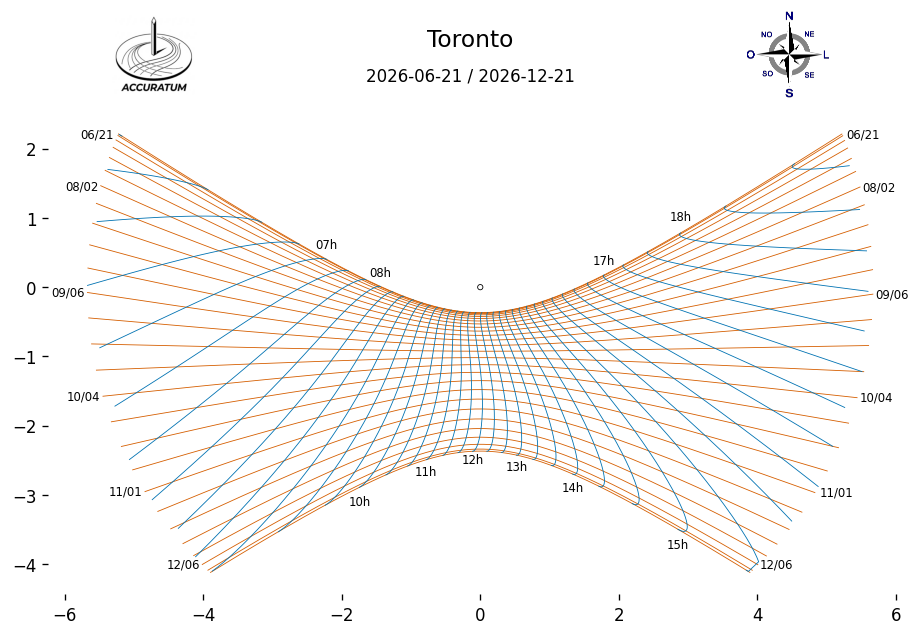 Toronto
2026-06-21 / 2026-12-21
ACCURATUM
N
NO NE
O L
SO SE
S
2
1
0
−1
−2
−3
−4
−6 −4 −2 0 2 4 6
06/21 06/21
08/02 08/02
09/06 09/06
10/04 10/04
11/01 11/01
12/06 12/06
07h
08h
10h
11h
12h
13h
14h
15h
17h
18h